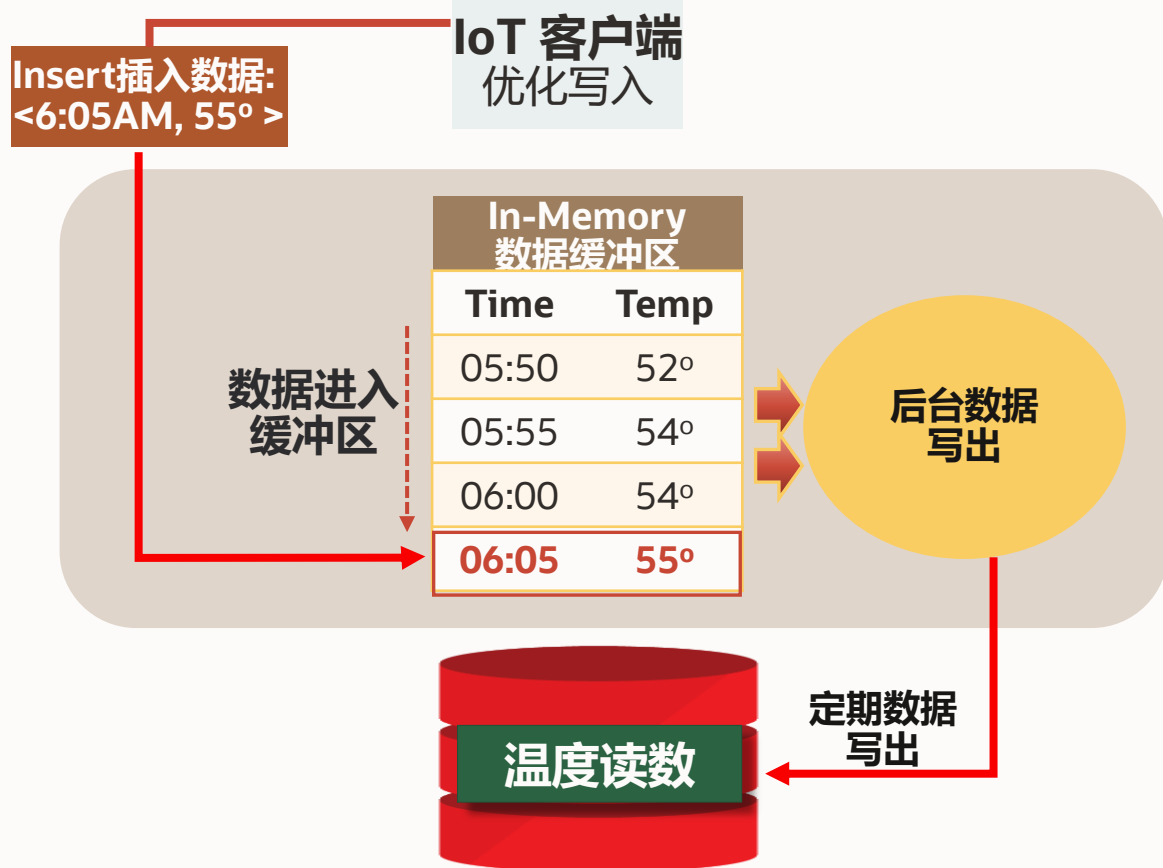 IoT 客户端
优化写入
Insert插入数据:
<6:05AM, 55º >
In-Memory
数据缓冲区
Time Temp
05:50 52º
05:55 54º
06:00 54º
06:05 55º
数据进入
缓冲区
后台数据
写出
定期数据
写出
温度读数